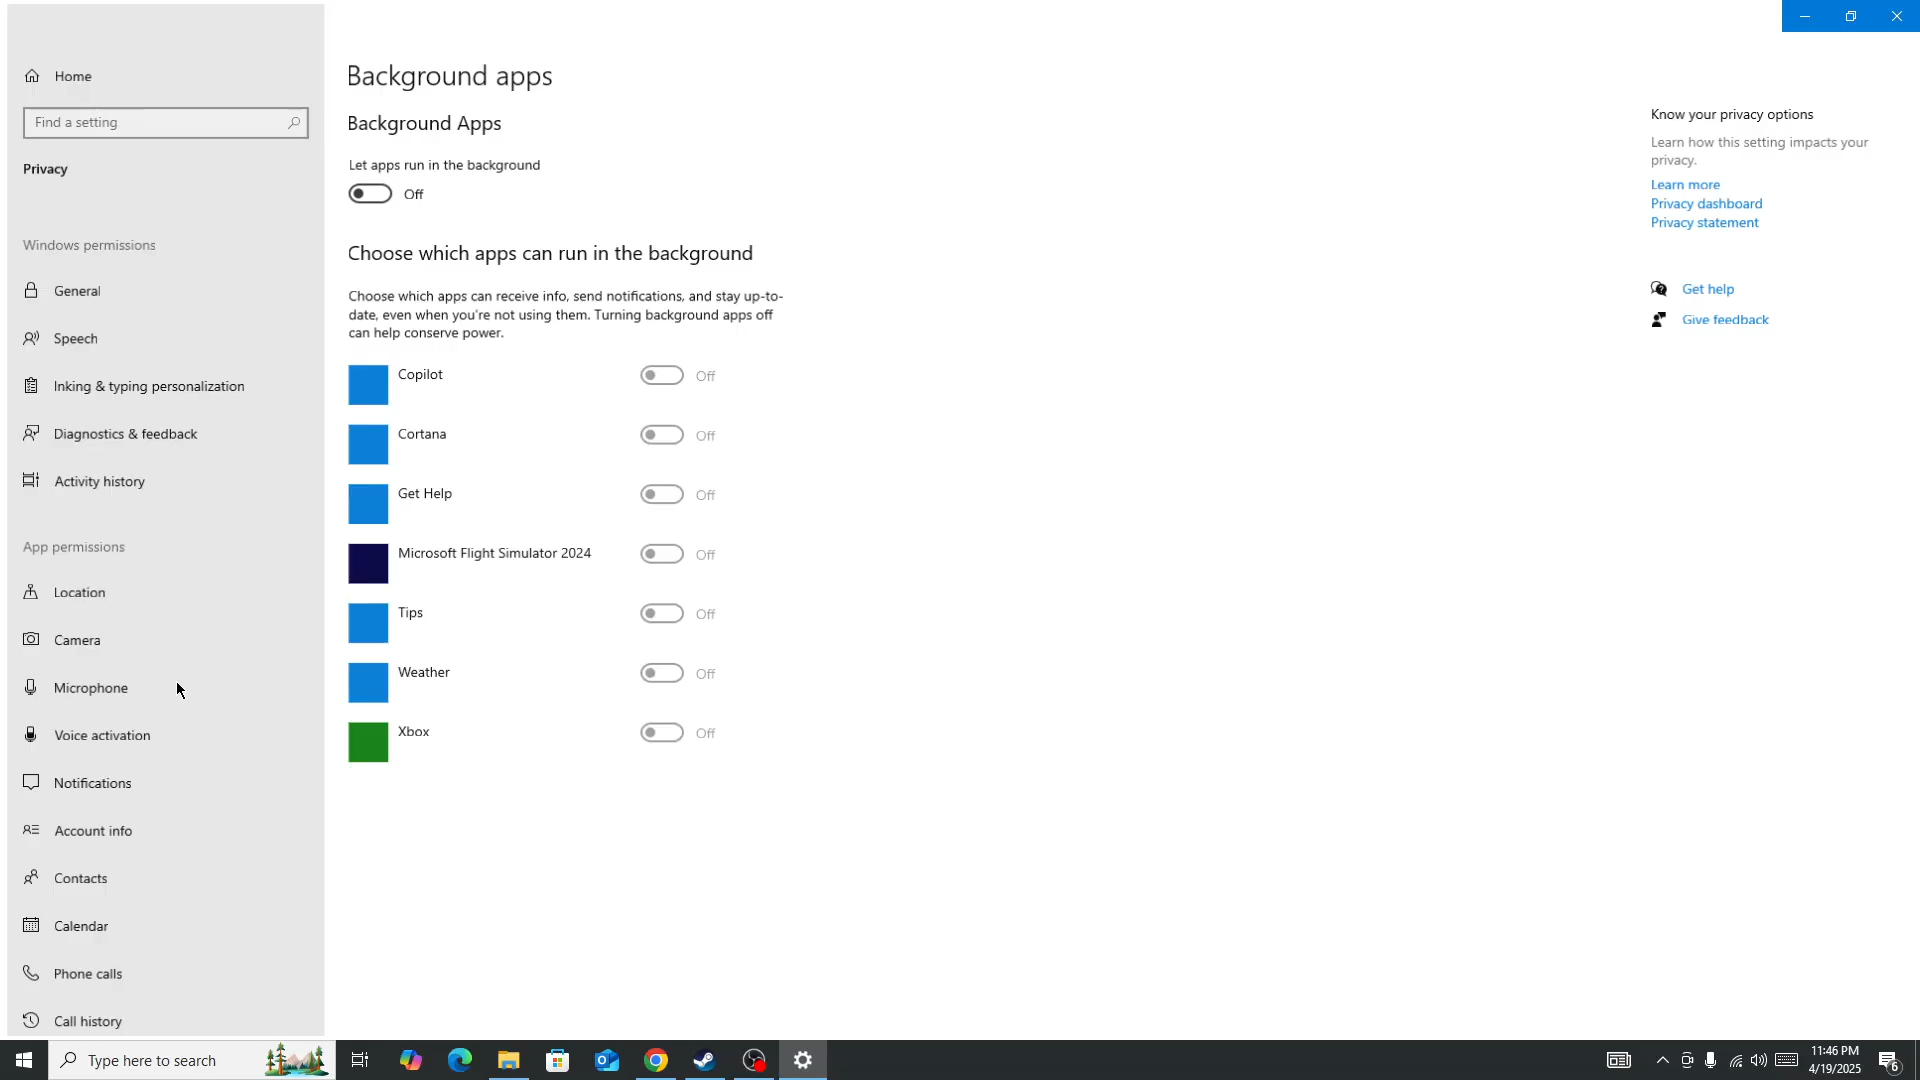 Home
Find a setting
Privacy
Windows permissions
General
Speech
Inking & typing personalization
Diagnostics & feedback
Activity history
App permissions
Location
Camera
Microphone
Voice activation
Notifications
Account info
Contacts
Calendar
Phone calls
Call history
Background apps
Background Apps
Let apps run in the background
Off
Choose which apps can run in the background
Choose which apps can receive info, send notifications, and stay up-to-
date, even when you're not using them. Turning background apps off
can help conserve power.
Copilot Off
Cortana Off
Get Help Off
Microsoft Flight Simulator 2024 Off
Tips Off
Weather Off
Xbox Off
Know your privacy options
Learn how this setting impacts your
privacy.
Learn more
Privacy dashboard
Privacy statement
Get help
Give feedback
Type here to search
11:46 PM
4/19/2025
6